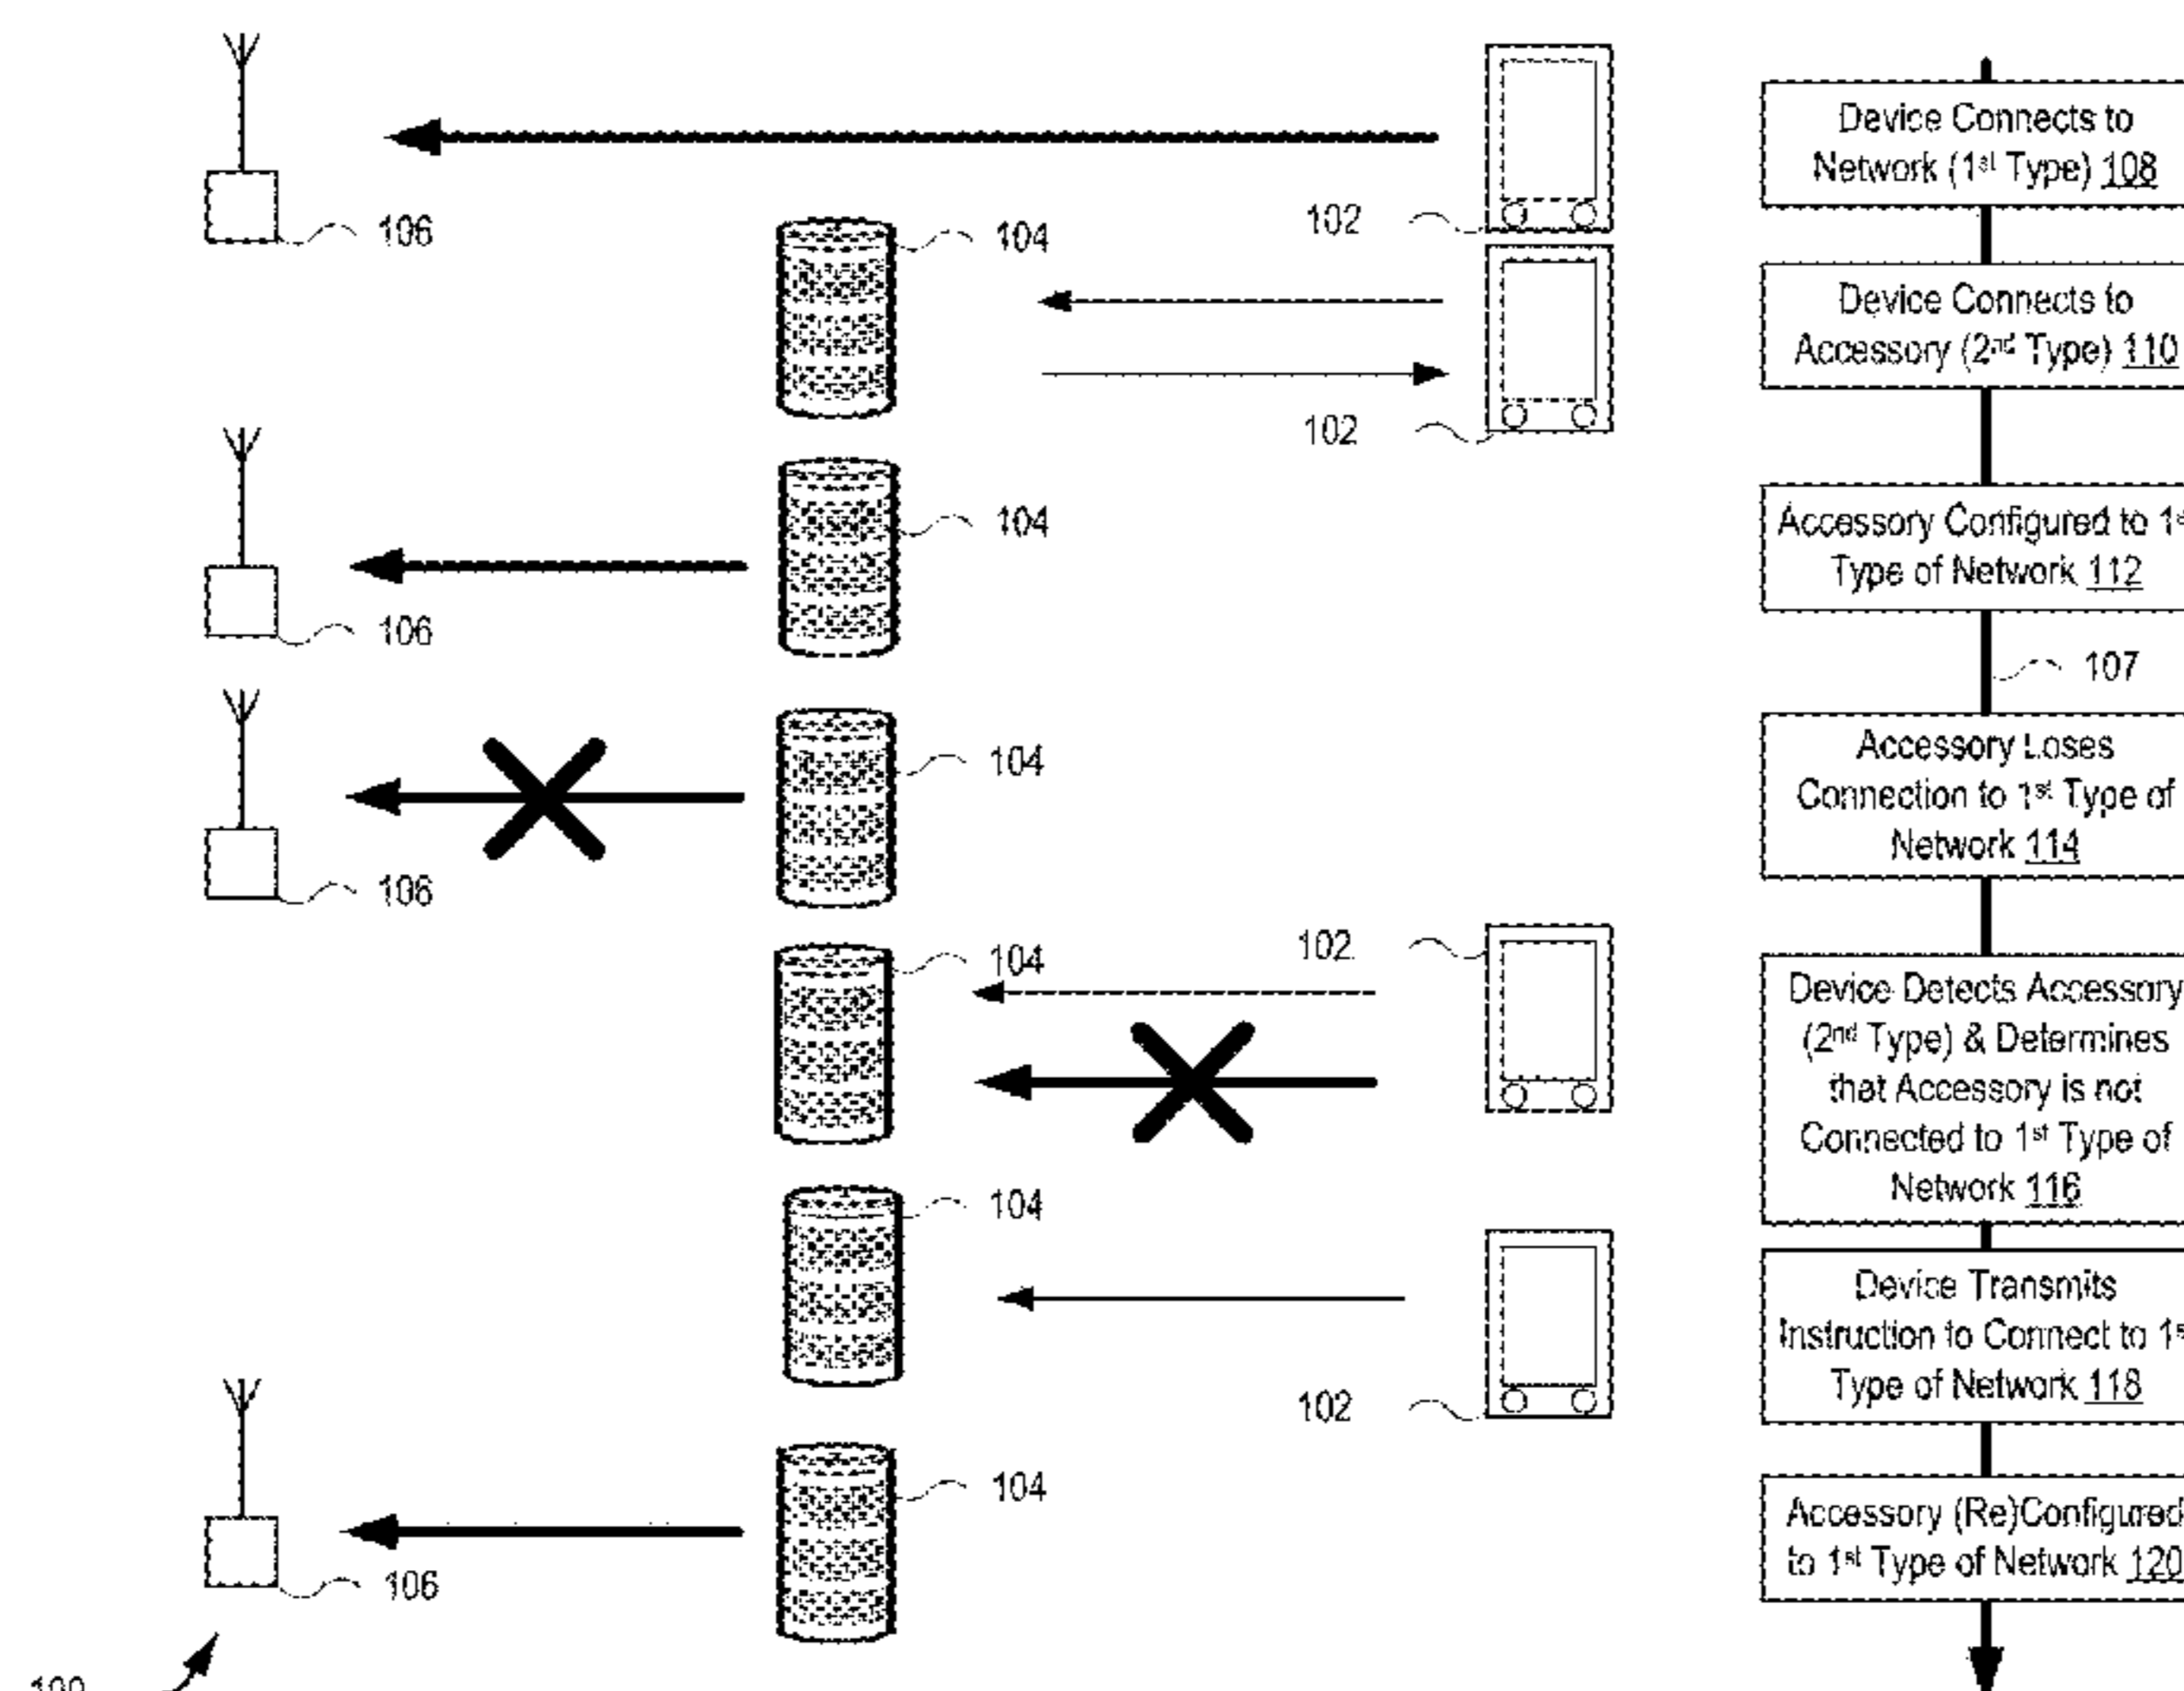 Device Connects to
Network (1st Type) 108
106
104
102
Device Connects to
Accessory (2nd Type) 110
102
104
Accessory Configured to
Type of Network 112
106
107
104
Accessory Loses
Connection to 1st Type of
Network 114
106
104
102
Device Detects Accessory
(2nd Type) & Determines
that Accessory is not
Connected to 1st Type of
Network 116
104
Device Transmits
Instruction to Connect to
Type of Network 118
102
104
Accessory (Re)Configured
to 1st Type of Network 120
106